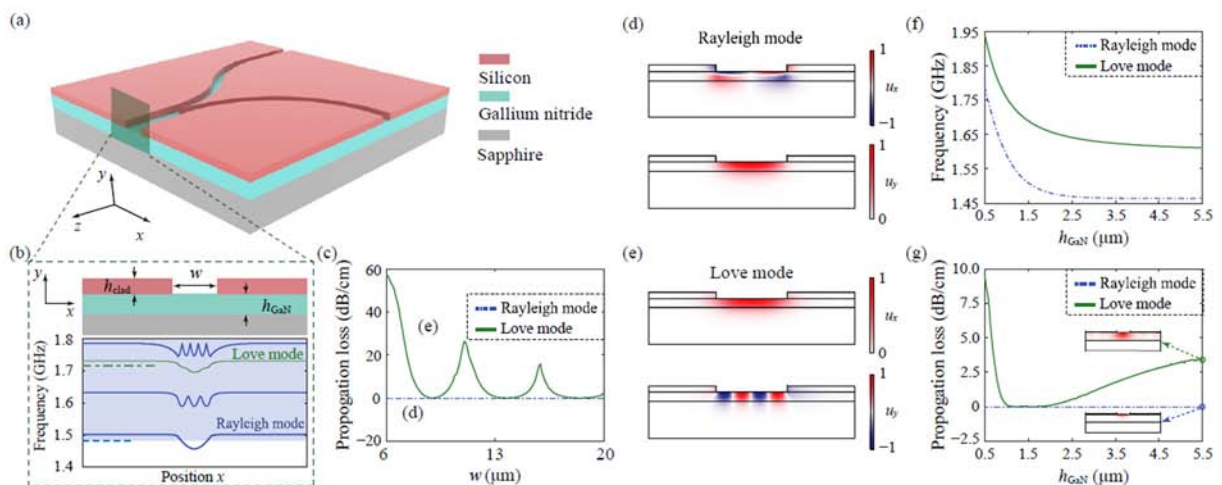 (a)
Silicon
Gallium nitride
Sapphire
y
z
x
(b)
y
x
h_clad
w
h_GaN
Frequency (GHz)
1.8
1.7
1.6
1.5
1.4
Love mode
Rayleigh mode
Position x
(c)
Propogation loss (dB/cm)
60
40
20
0
−20
(e)
(d)
Rayleigh mode
Love mode
6
13
20
w (μm)
(d)
Rayleigh mode
1
u_x
−1
1
u_y
0
(e)
Love mode
1
u_x
0
1
u_y
−1
(f)
Frequency (GHz)
1.95
1.85
1.75
1.65
1.55
1.45
Rayleigh mode
Love mode
0.5
1.5
2.5
3.5
4.5
5.5
h_GaN (μm)
(g)
Propogation loss (dB/cm)
10.0
7.5
5.0
2.5
0
−2.5
Rayleigh mode
Love mode
0.5
1.5
2.5
3.5
4.5
5.5
h_GaN (μm)